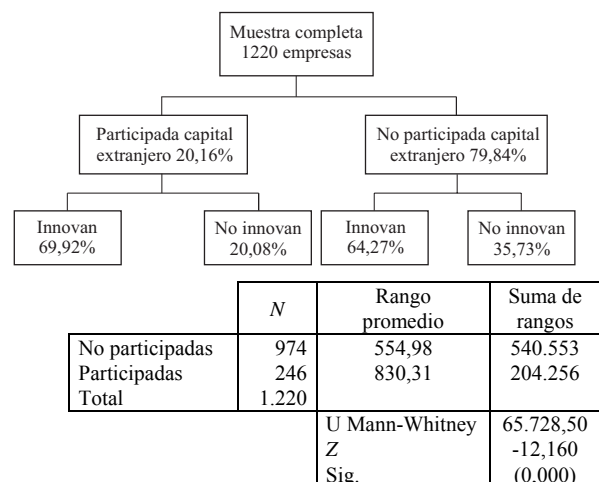 Muestra completa
1220 empresas
Participada capital
extranjero 20,16%
No participada capital
extranjero 79,84%
Innovan
69,92%
No innovan
20,08%
Innovan
64,27%
No innovan
35,73%
N Rango promedio Suma de rangos
No participadas 974 554,98 540.553
Participadas 246 830,31 204.256
Total 1.220
U Mann-Whitney 65.728,50
Z -12,160
Sig. (0,000)